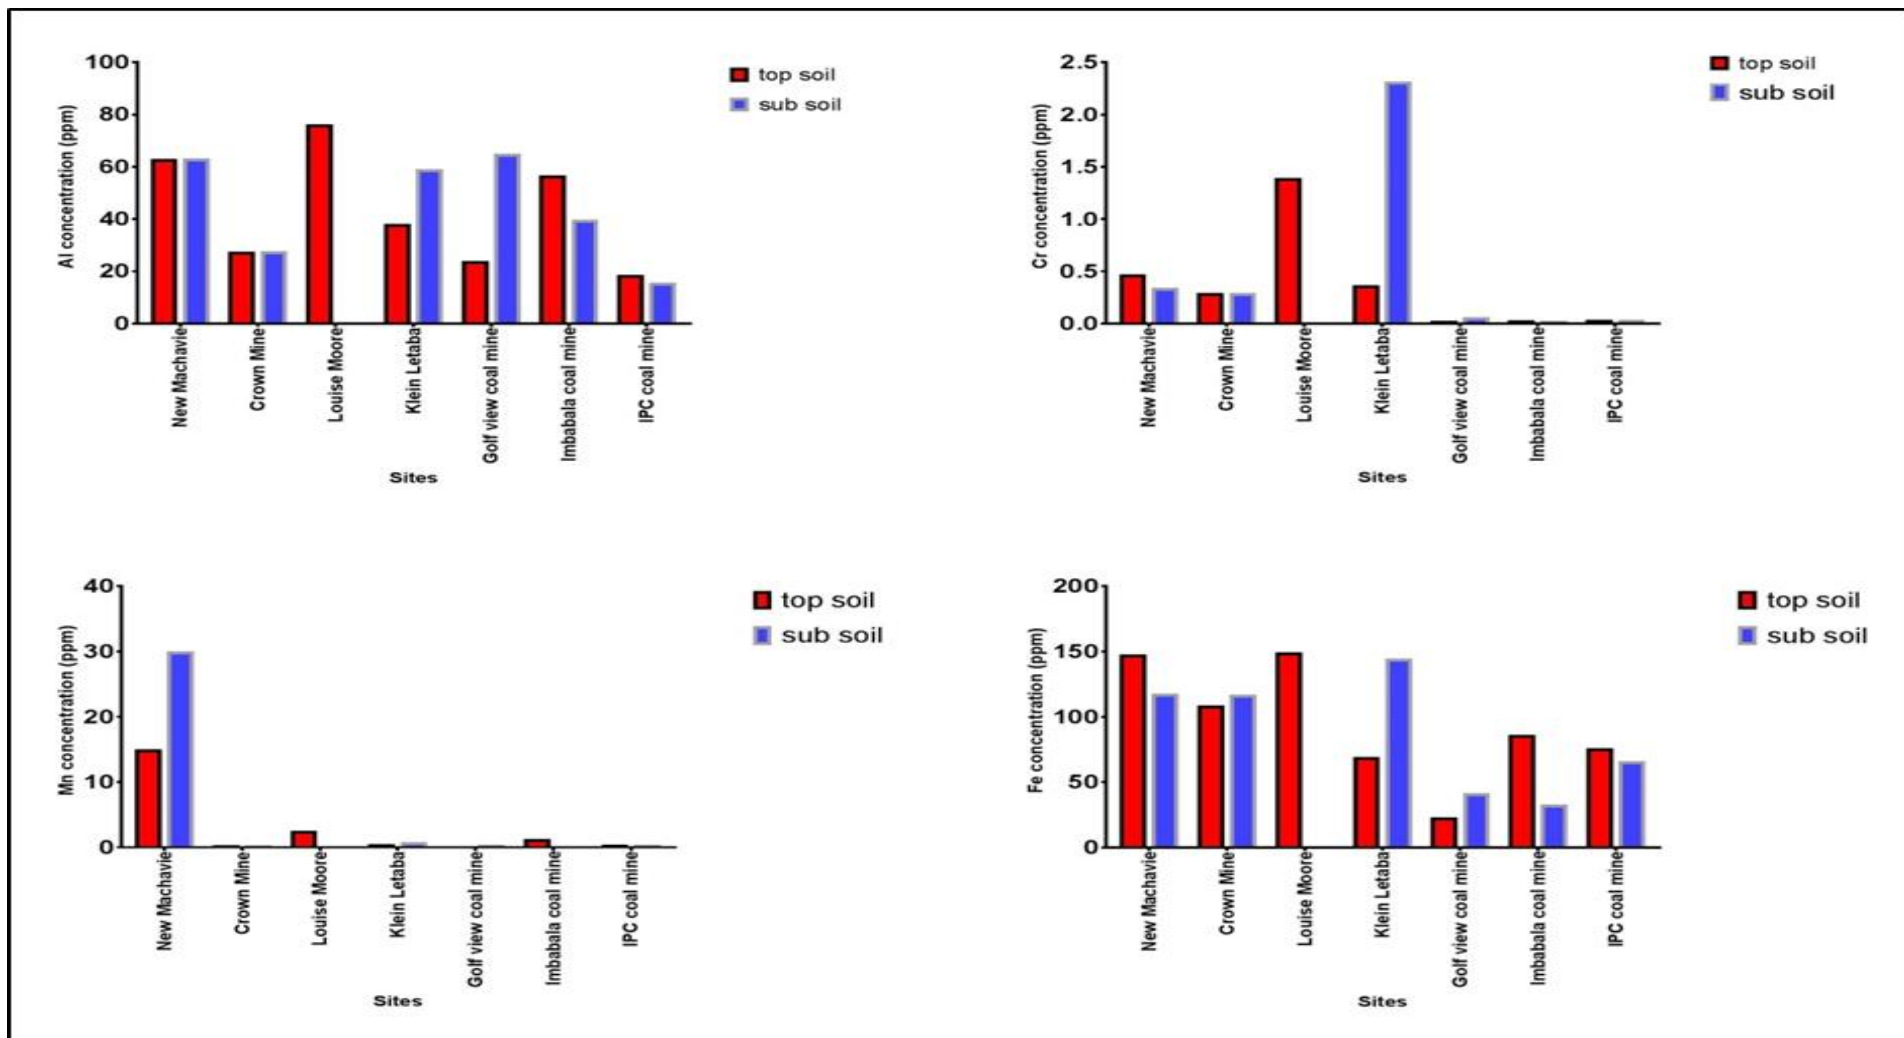 100
80
60
40
20
0
Al concentration (ppm)
New Machavie
Crown Mine
Louise Moore
Klein Letaba
Golf view coal mine
Imbabala coal mine
IPC coal mine
Sites
top soil
sub soil
2.5
2.0
1.5
1.0
0.5
0.0
Cr concentration (ppm)
New Machavie
Crown Mine
Louise Moore
Klein Letaba
Golf view coal mine
Imbabala coal mine
IPC coal mine
Sites
top soil
sub soil
40
30
20
10
0
Mn concentration (ppm)
New Machavie
Crown Mine
Louise Moore
Klein Letaba
Golf view coal mine
Imbabala coal mine
IPC coal mine
Sites
top soil
sub soil
200
150
100
50
0
Fe concentration (ppm)
New Machavie
Crown Mine
Louise Moore
Klein Letaba
Golf view coal mine
Imbabala coal mine
IPC coal mine
Sites
top soil
sub soil